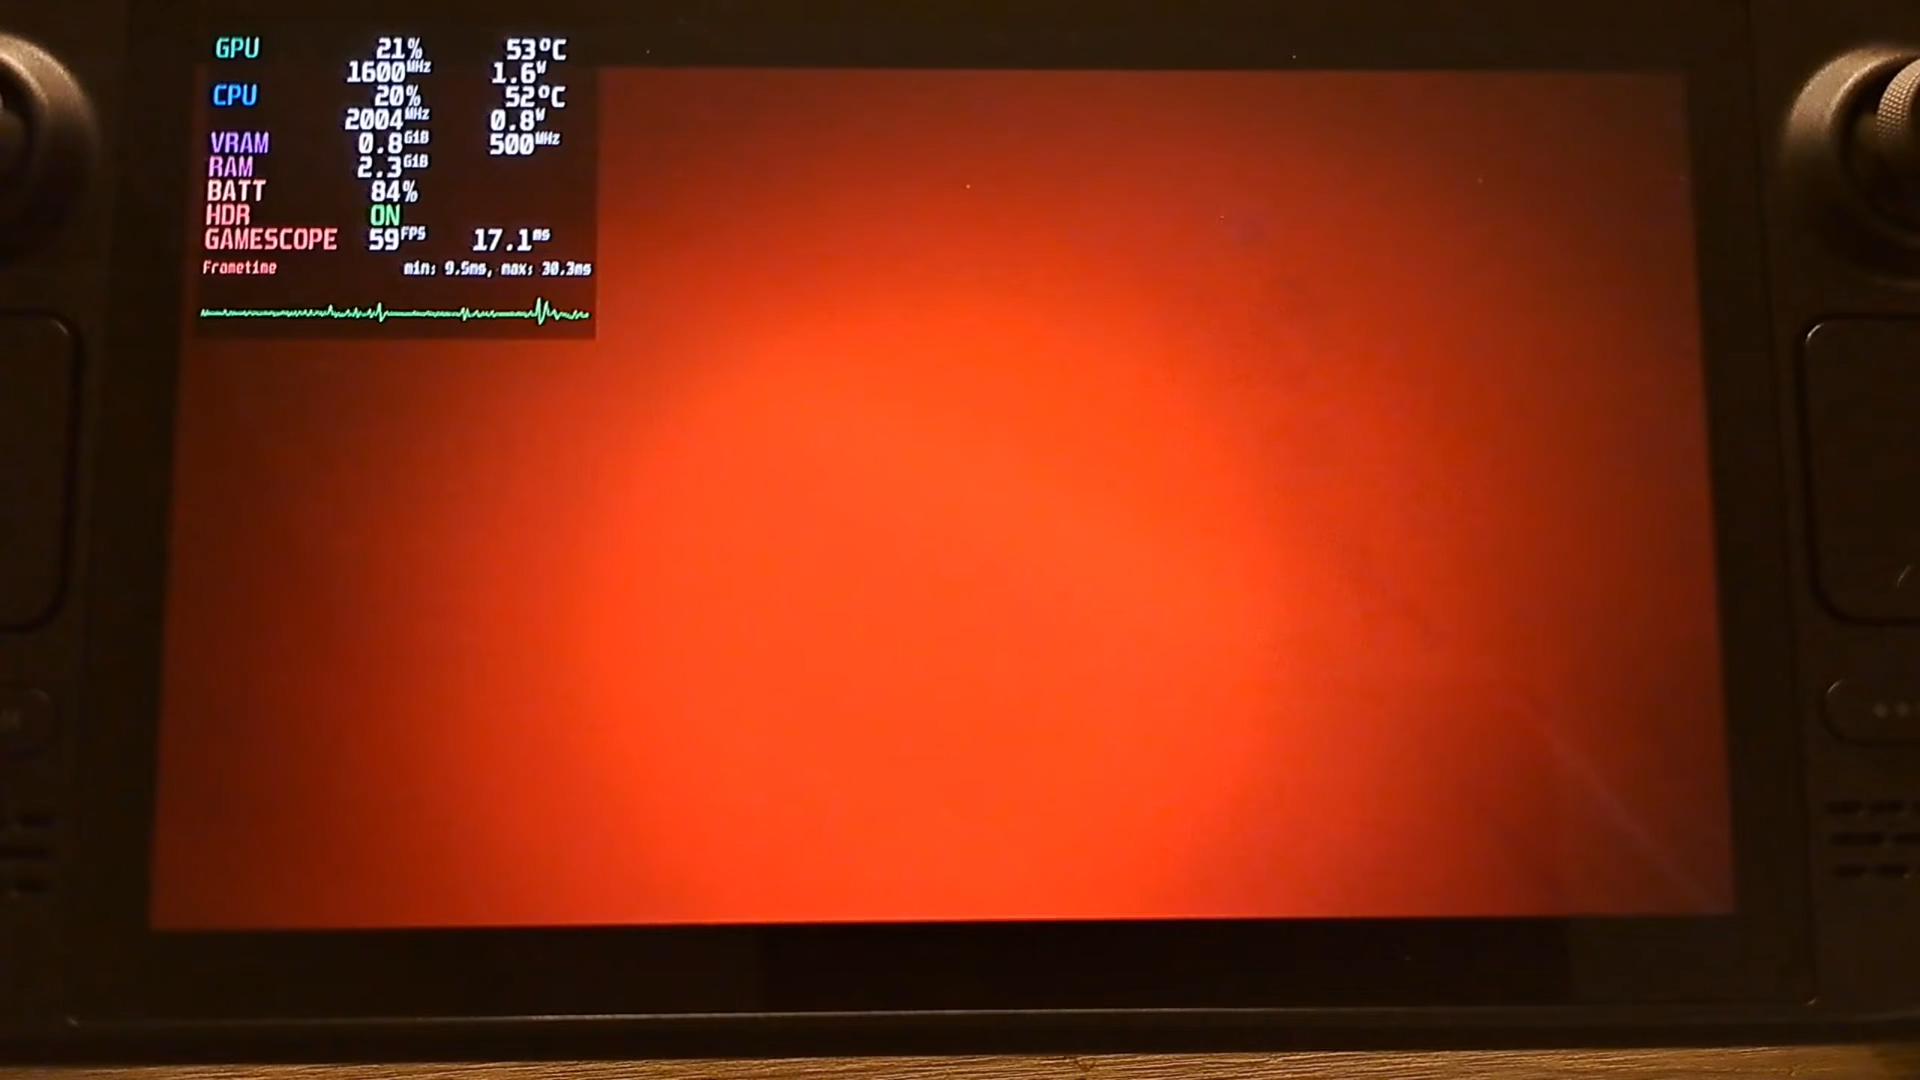 GPU 21% 53°C
1600MHz 1.6W
CPU 20% 52°C
2004MHz 0.8W
VRAM 0.8GiB 500MHz
RAM 2.3GiB
BATT 84%
HDR ON
GAMESCOPE 59FPS 17.1ms
Frametime min: 9.5ms, max: 30.3ms